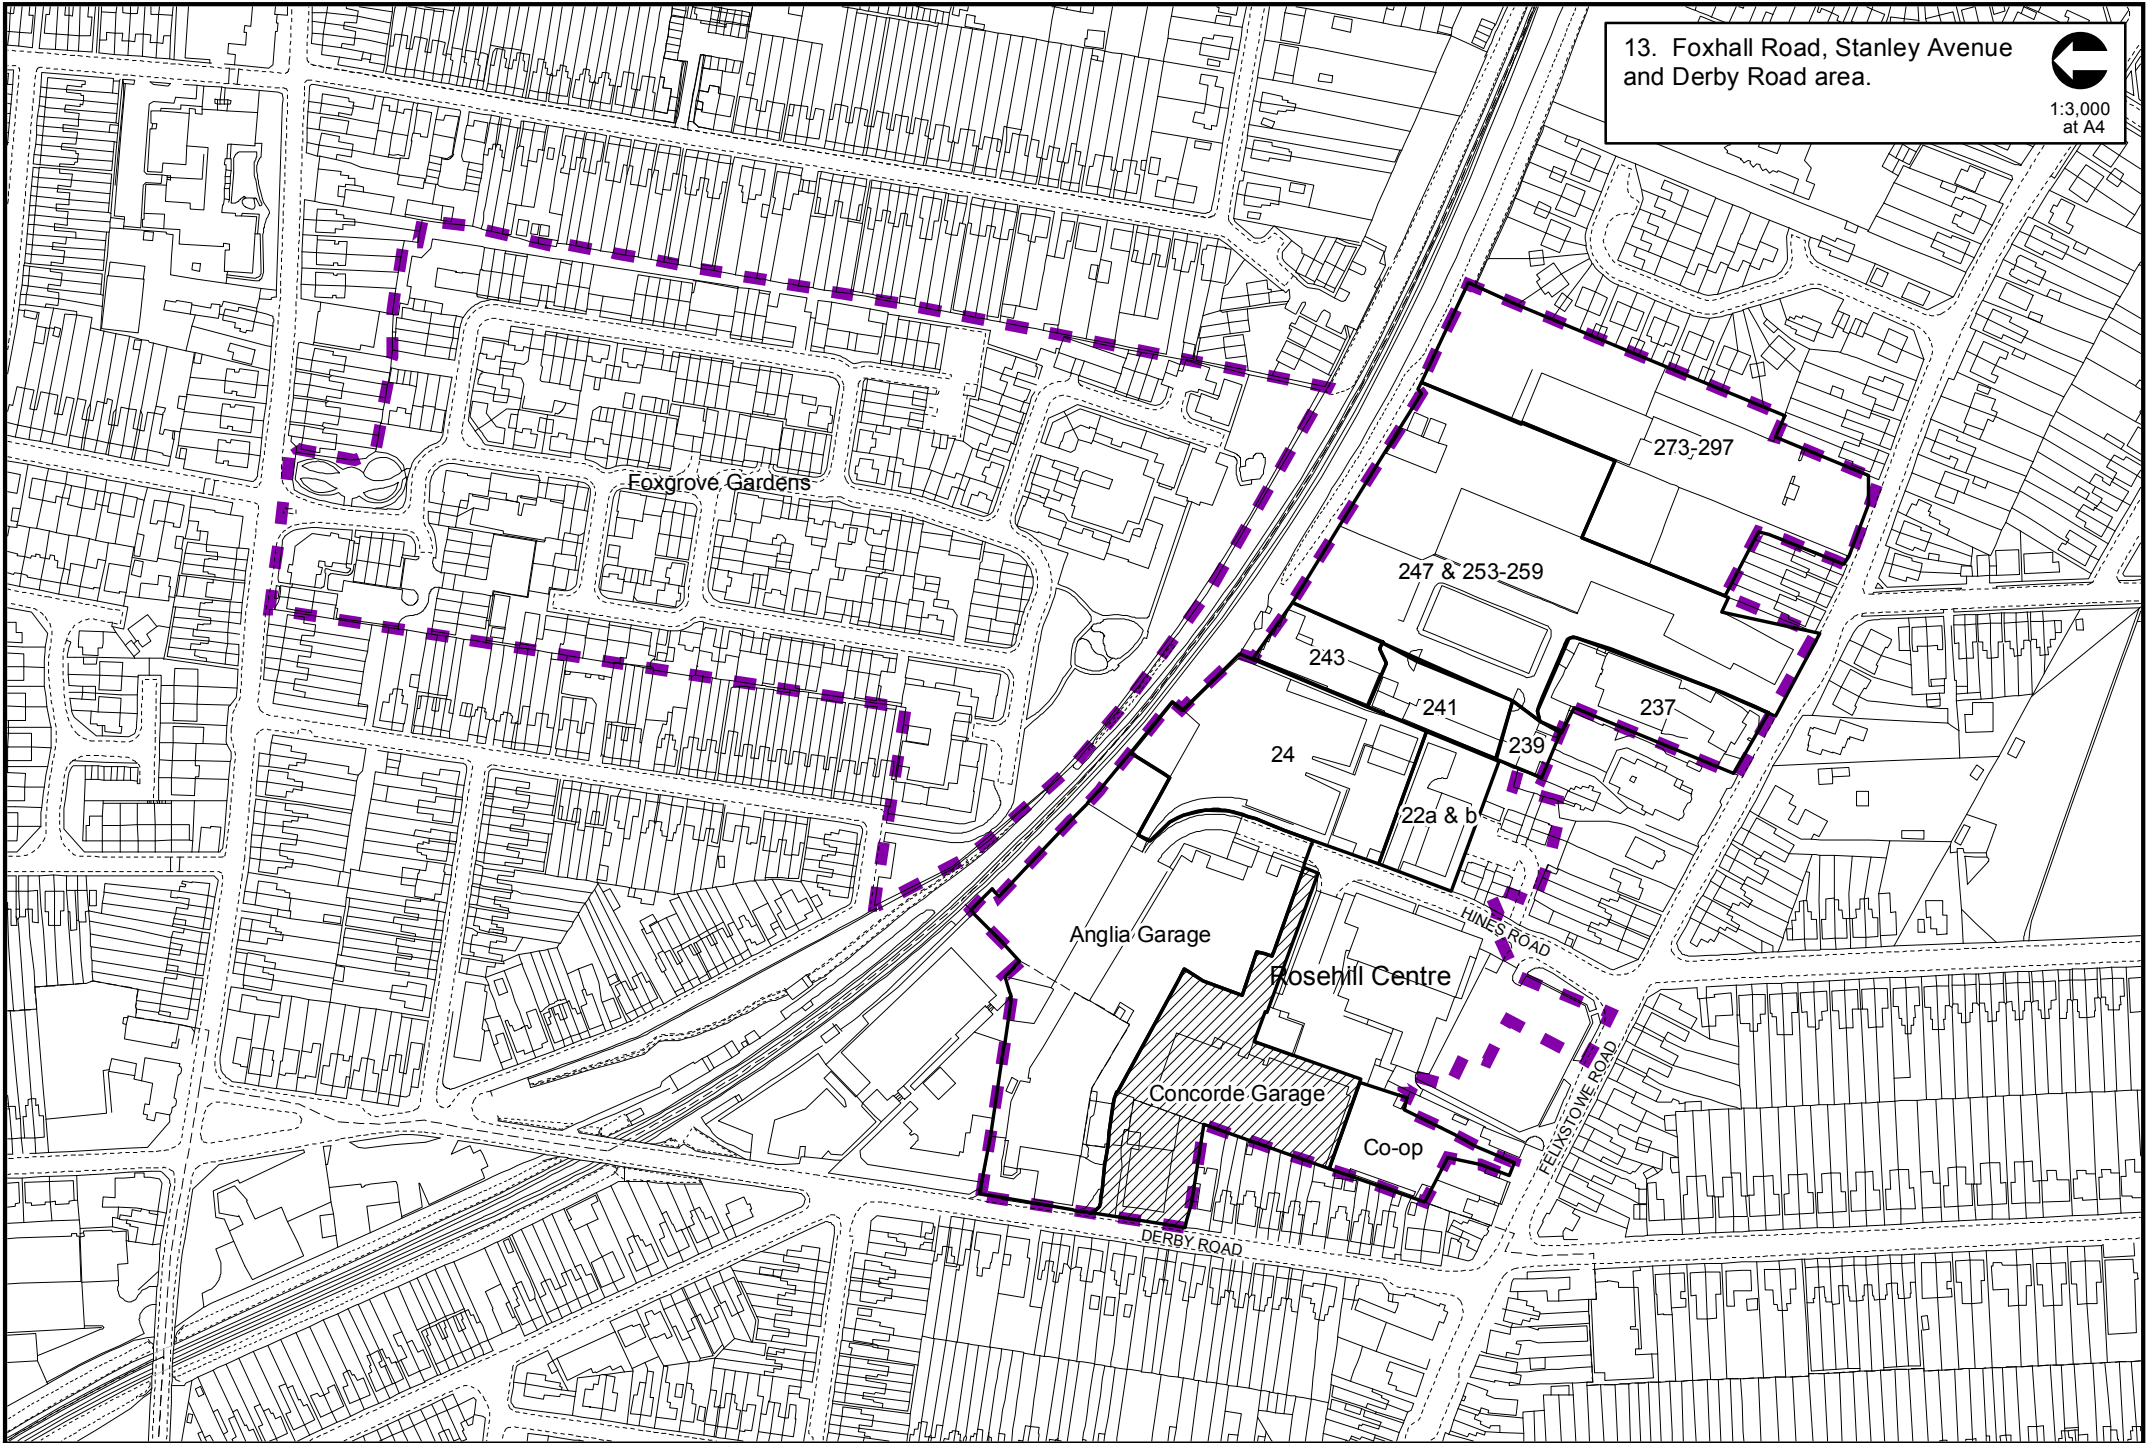 13. Foxhall Road, Stanley Avenue
and Derby Road area.
1:3,000
at A4
273-297
Foxgrove Gardens
247 & 253-259
243
241
237
239
24
22a & b
HINES ROAD
Anglia Garage
Rosehill Centre
Concorde Garage
FELIXSTOWE ROAD
Co-op
DERBY ROAD